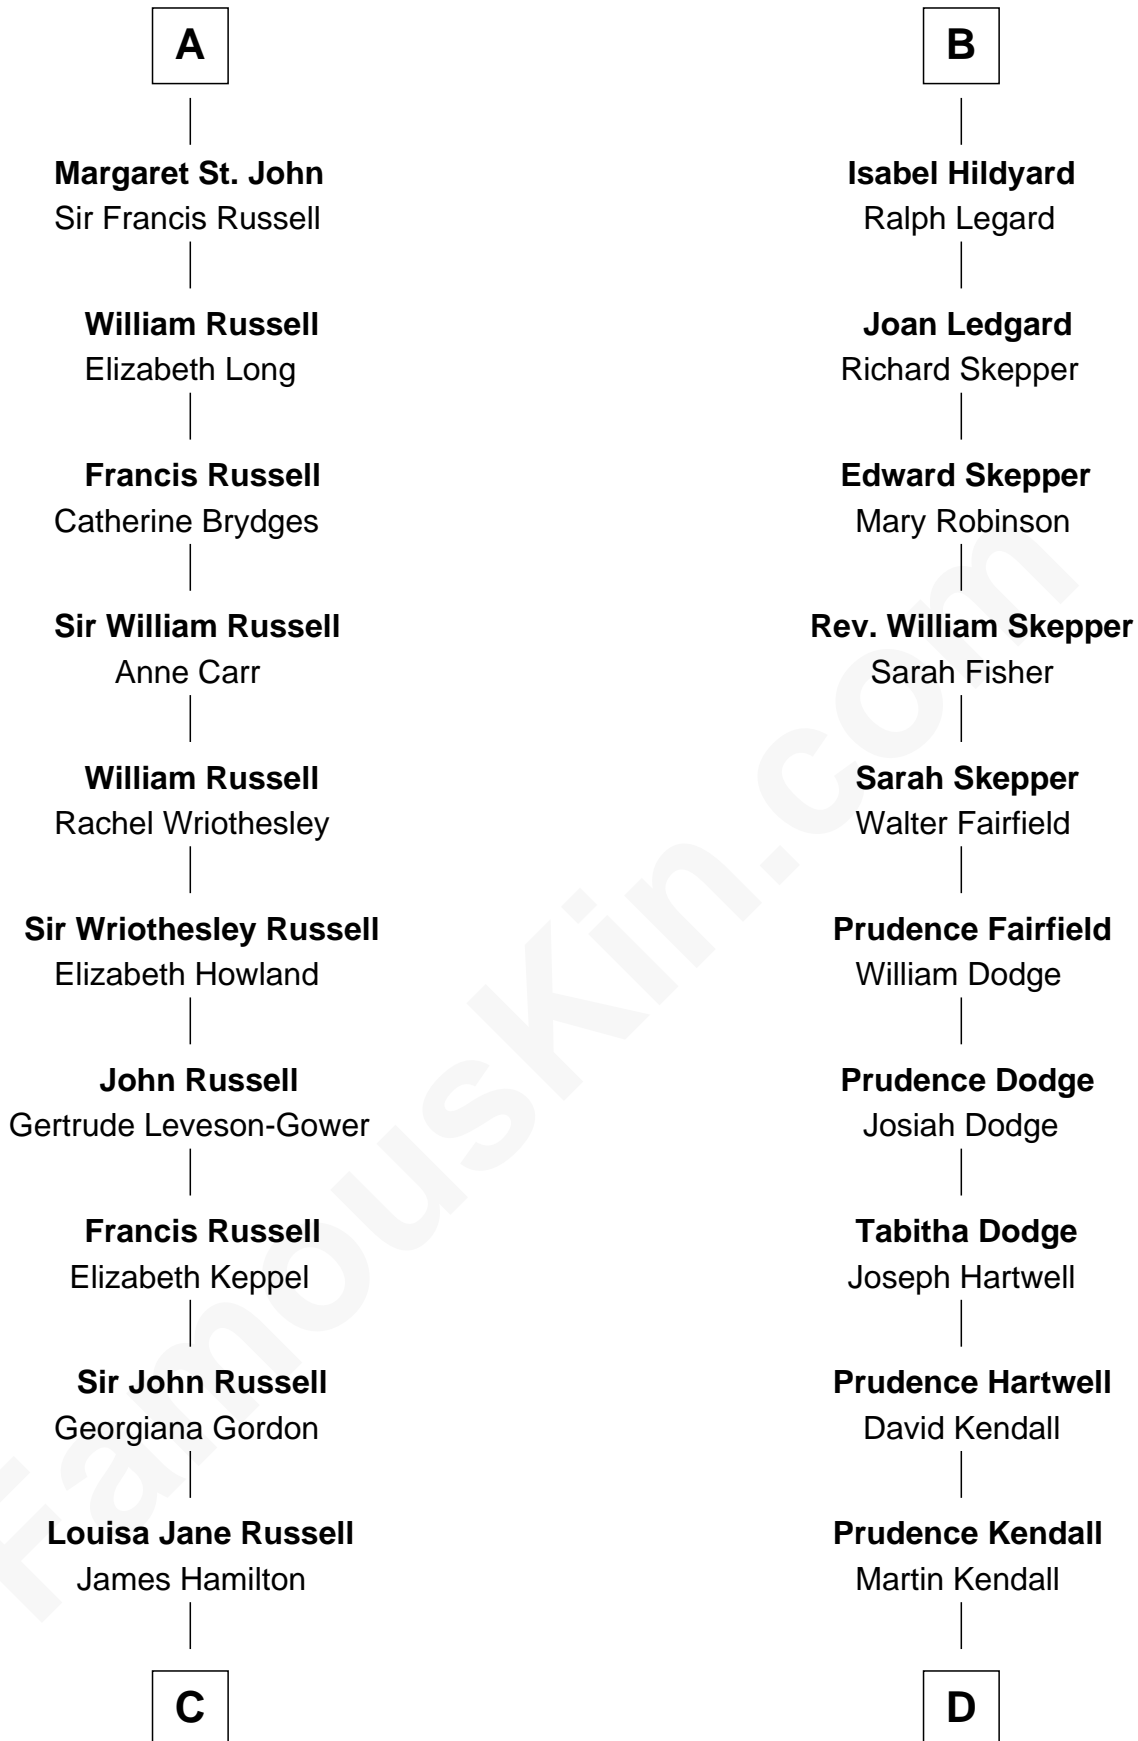 A
Margaret St. John
Sir Francis Russell
William Russell
Elizabeth Long
Francis Russell
Catherine Brydges
Sir William Russell
Anne Carr
William Russell
Rachel Wriothesley
Sir Wriothesley Russell
Elizabeth Howland
John Russell
Gertrude Leveson-Gower
Francis Russell
Elizabeth Keppel
Sir John Russell
Georgiana Gordon
Louisa Jane Russell
James Hamilton
C
B
Isabel Hildyard
Ralph Legard
Joan Ledgard
Richard Skepper
Edward Skepper
Mary Robinson
Rev. William Skepper
Sarah Fisher
Sarah Skepper
Walter Fairfield
Prudence Fairfield
William Dodge
Prudence Dodge
Josiah Dodge
Tabitha Dodge
Joseph Hartwell
Prudence Hartwell
David Kendall
Prudence Kendall
Martin Kendall
D
FamousKin.com